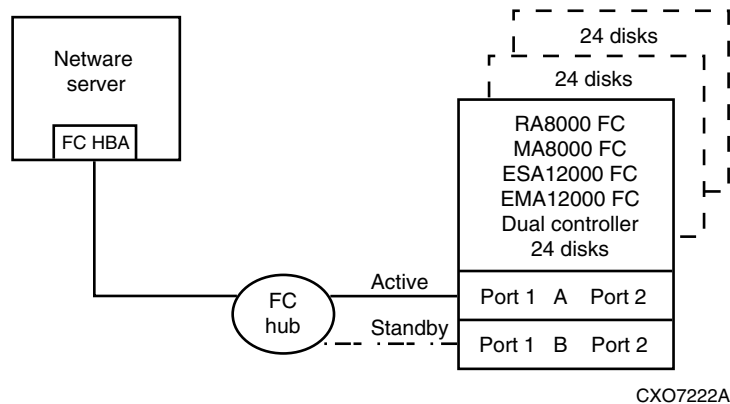 24 disks
24 disks
Netware
server
FC HBA
RA8000 FC
MA8000 FC
ESA12000 FC
EMA12000 FC
Dual controller
24 disks
Active
FC
hub
Standby
Port 1 A Port 2
Port 1 B Port 2
CXO7222A